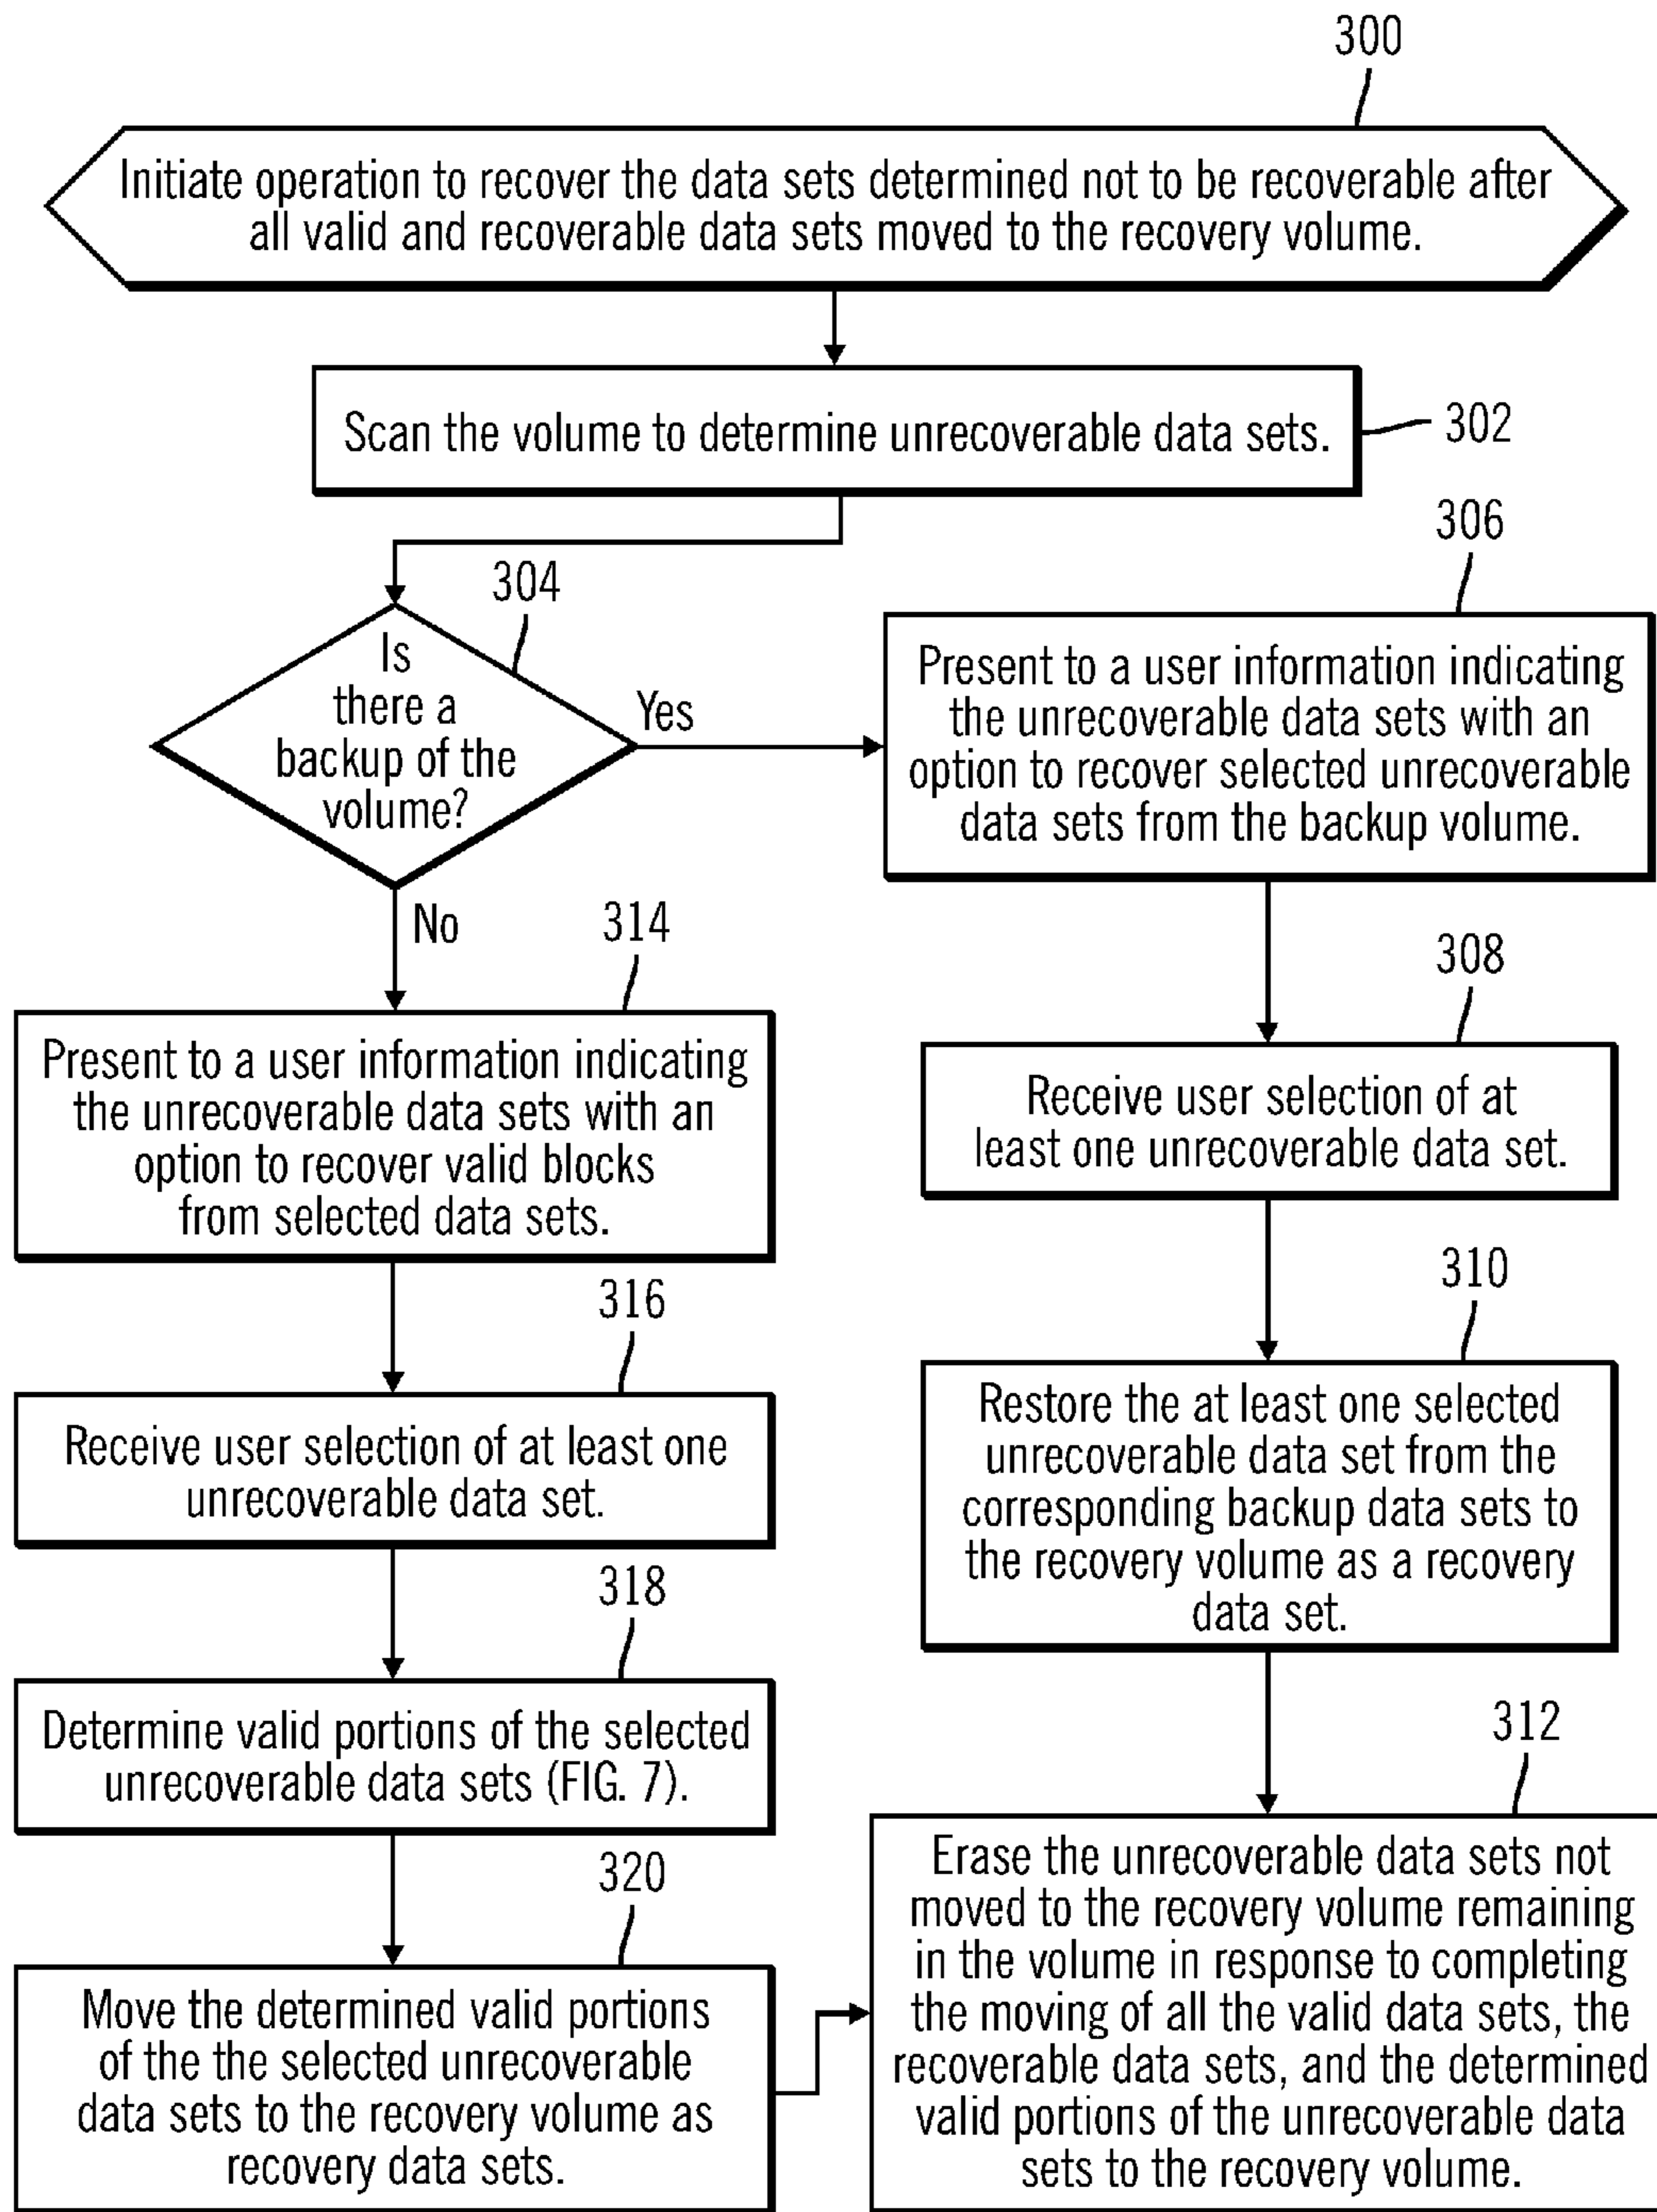 300
Initiate operation to recover the data sets determined not to be recoverable after
all valid and recoverable data sets moved to the recovery volume.
Scan the volume to determine unrecoverable data sets.
302
304
Is
there a
backup of the
volume?
Yes
No
306
Present to a user information indicating
the unrecoverable data sets with an
option to recover selected unrecoverable
data sets from the backup volume.
308
Receive user selection of at
least one unrecoverable data set.
310
Restore the at least one selected
unrecoverable data set from the
corresponding backup data sets to
the recovery volume as a recovery
data set.
314
Present to a user information indicating
the unrecoverable data sets with an
option to recover valid blocks
from selected data sets.
316
Receive user selection of at least one
unrecoverable data set.
318
Determine valid portions of the selected
unrecoverable data sets (FIG. 7).
320
Move the determined valid portions
of the the selected unrecoverable
data sets to the recovery volume as
recovery data sets.
312
Erase the unrecoverable data sets not
moved to the recovery volume remaining
in the volume in response to completing
the moving of all the valid data sets, the
recoverable data sets, and the determined
valid portions of the unrecoverable data
sets to the recovery volume.